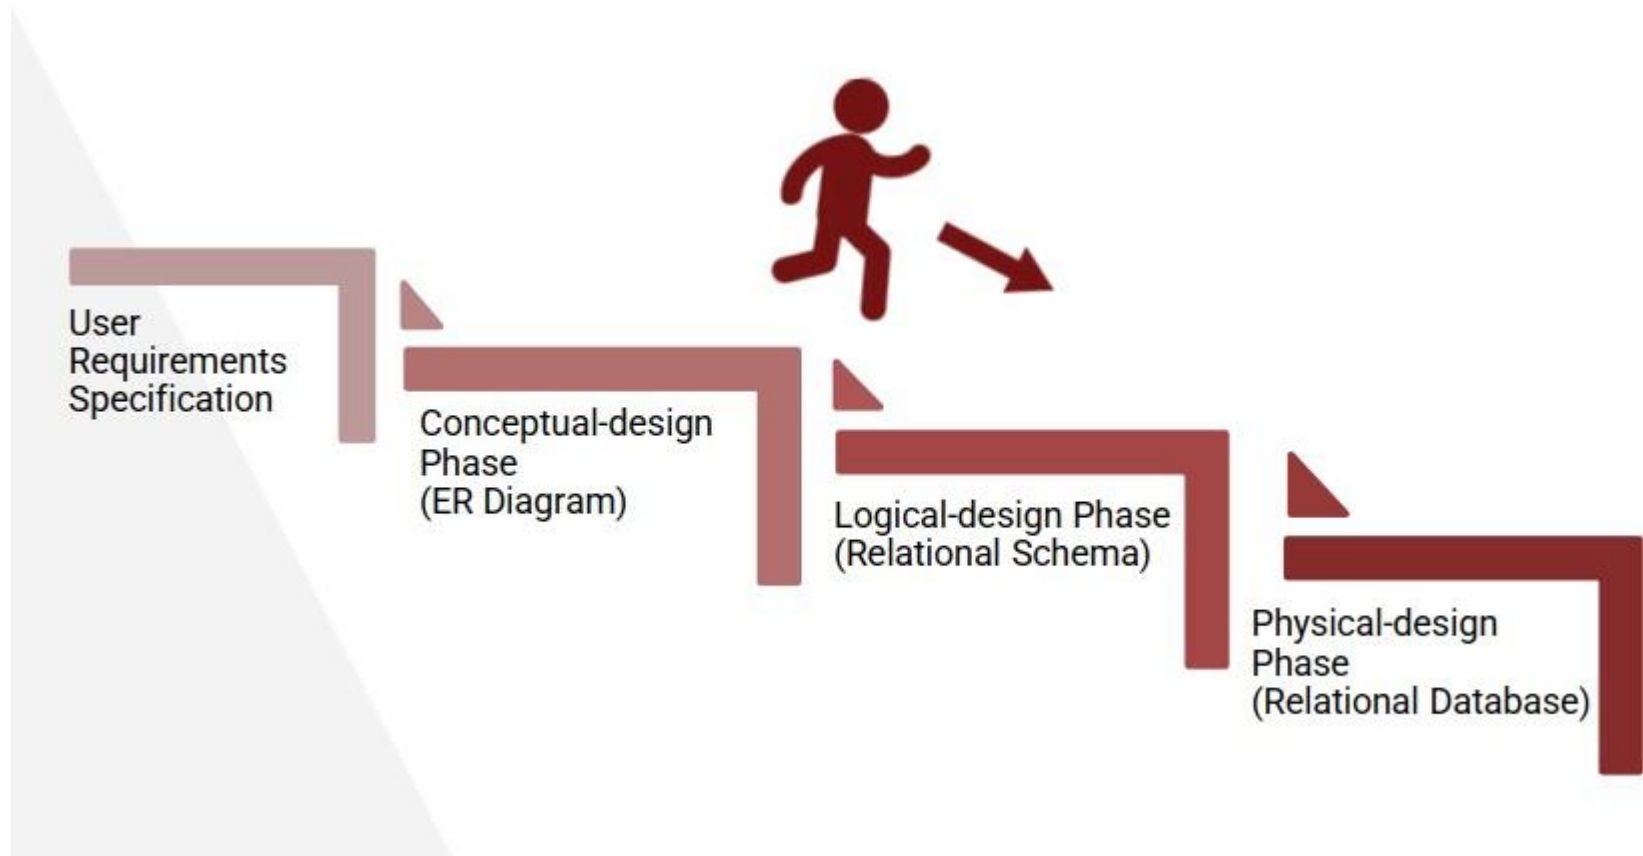 User
Requirements
Specification
Conceptual-design
Phase
(ER Diagram)
Logical-design Phase
(Relational Schema)
Physical-design
Phase
(Relational Database)